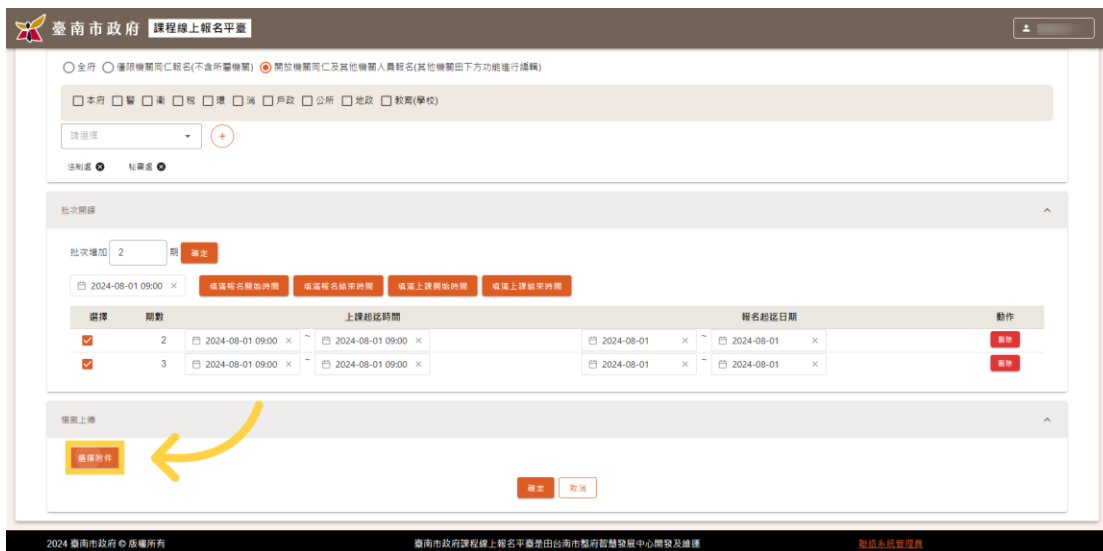 臺南市政府 課程線上報名平臺
全府 僅限機關同仁報名(不含所屬機關) 開放機關同仁及其他機關人員報名(其他機關由下方功能進行編輯)
本府 警 衛 稅 環 消 戶政 公所 地政 教育(學校)
請選擇 +
法制處 秘書處
批次開課
批次增加 2 期 確定
2024-08-01 09:00 × 填滿報名開始時間 填滿報名結束時間 填滿上課開始時間 填滿上課結束時間
選擇 期數 上課起迄時間 報名起迄日期 動作
2 2024-08-01 09:00 × ~ 2024-08-01 09:00 × 2024-08-01 × ~ 2024-08-01 × 刪除
3 2024-08-01 09:00 × ~ 2024-08-01 09:00 × 2024-08-01 × ~ 2024-08-01 × 刪除
檔案上傳
選擇附件
確定 取消
2024 臺南市政府 © 版權所有 臺南市政府課程線上報名平臺是由台南市政府智慧發展中心開發及維護 聯絡系統管理員